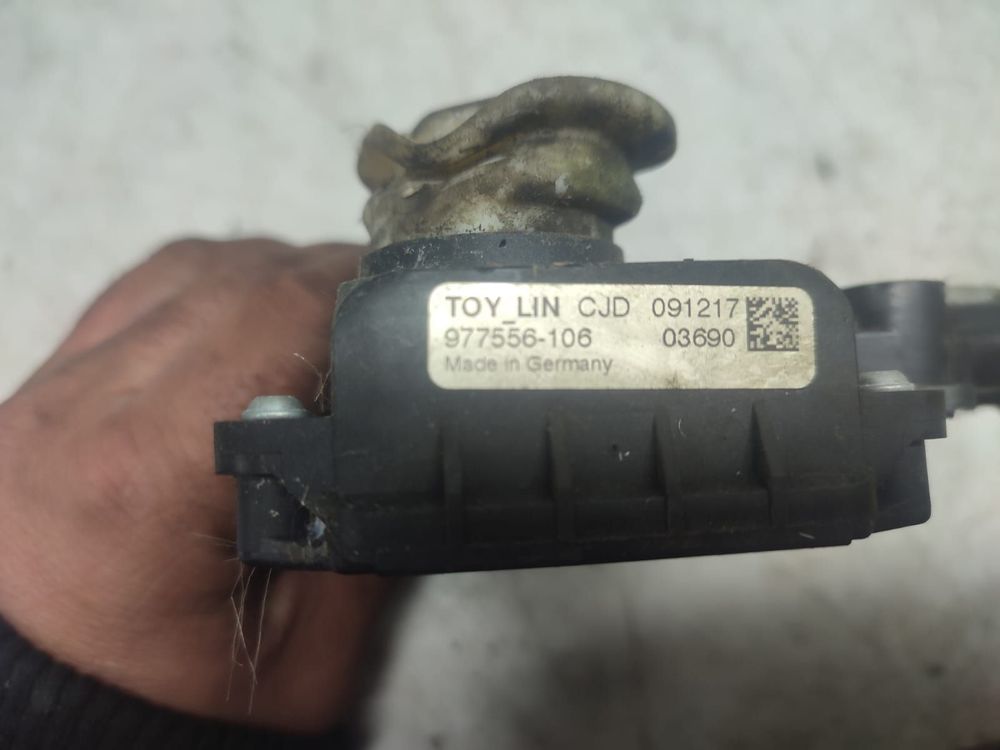 TOY_LIN CJD 091217
977556-106 03690
Made in Germany